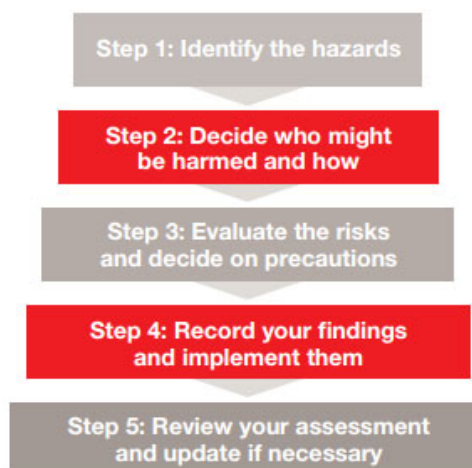 Step 1: Identify the hazards
Step 2: Decide who might
be harmed and how
Step 3: Evaluate the risks
and decide on precautions
Step 4: Record your findings
and implement them
Step 5: Review your assessment
and update if necessary